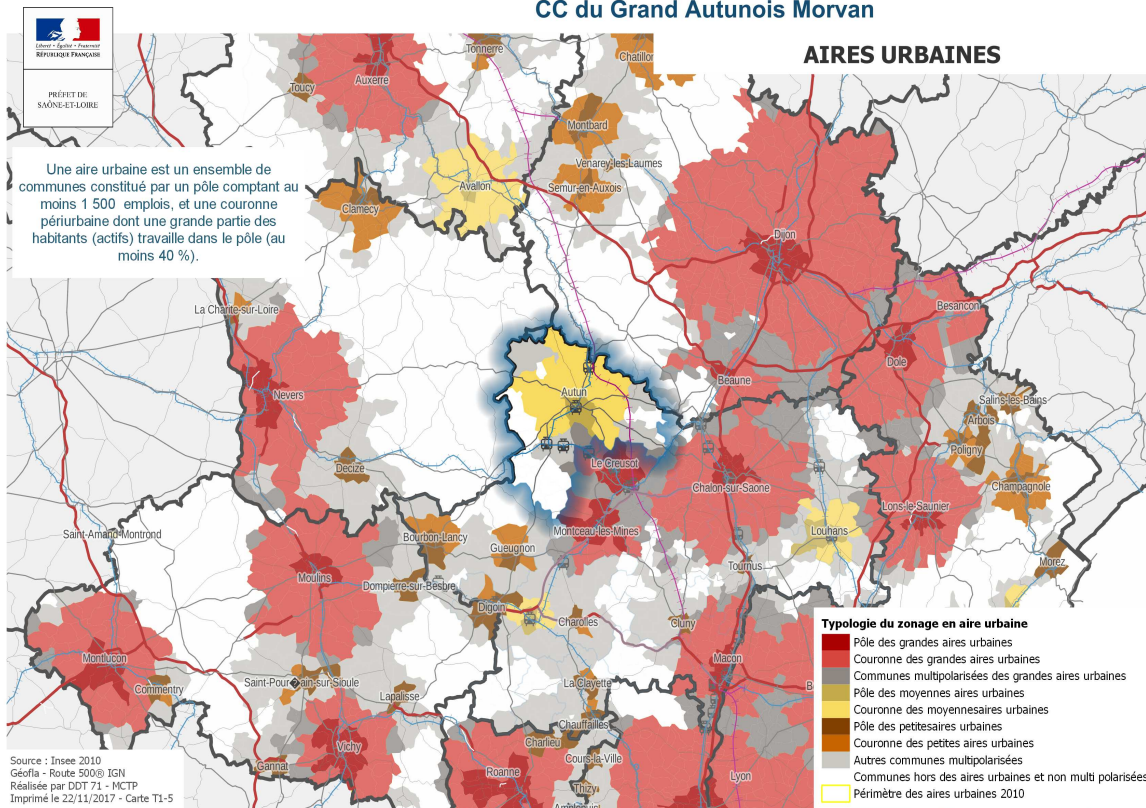 CC du Grand Autunois Morvan
AIRES URBAINES
Liberté • Égalité • Fraternité
RÉPUBLIQUE FRANÇAISE
PRÉFET DE
SAÔNE-ET-LOIRE
Une aire urbaine est un ensemble de
communes constitué par un pôle comptant au
moins 1 500 emplois, et une couronne
périurbaine dont une grande partie des
habitants (actifs) travaille dans le pôle (au
moins 40 %).
Tonnerre
Chatillon
Auxerre
Toucy
Montbard
Venarey-les-Laumes
Avallon
Semur-en-Auxois
Clamecy
Dijon
La Charite-sur-Loire
Besancon
Dole
Beaune
Nevers
Autun
Salins-les-Bains
Arbois
Poligny
Decize
Le Creusot
Chalon-sur-Saone
Champagnole
Lons-le-Saunier
Saint-Amand-Montrond
Montceau-les-Mines
Louhans
Bourbon-Lancy
Gueugnon
Tournus
Morez
Moulins
Dompierre-sur-Besbre
Digoin
Charolles
Cluny
Montlucon
Macon
B
Commentry
Saint-Pour�ain-sur-Sioule
Lapalisse
La Clayette
Chauffailles
Vichy
Charlieu
Cours-la-Ville
Gannat
Roanne
Thizy
Lyon
Amplepuis
Typologie du zonage en aire urbaine
Pôle des grandes aires urbaines
Couronne des grandes aires urbaines
Communes multipolarisées des grandes aires urbaines
Pôle des moyennes aires urbaines
Couronne des moyennesaires urbaines
Pôle des petitesaires urbaines
Couronne des petites aires urbaines
Autres communes multipolarisées
Communes hors des aires urbaines et non multi polarisées
Périmètre des aires urbaines 2010
Source : Insee 2010
Géofla - Route 500® IGN
Réalisée par DDT 71 - MCTP
Imprimé le 22/11/2017 - Carte T1-5